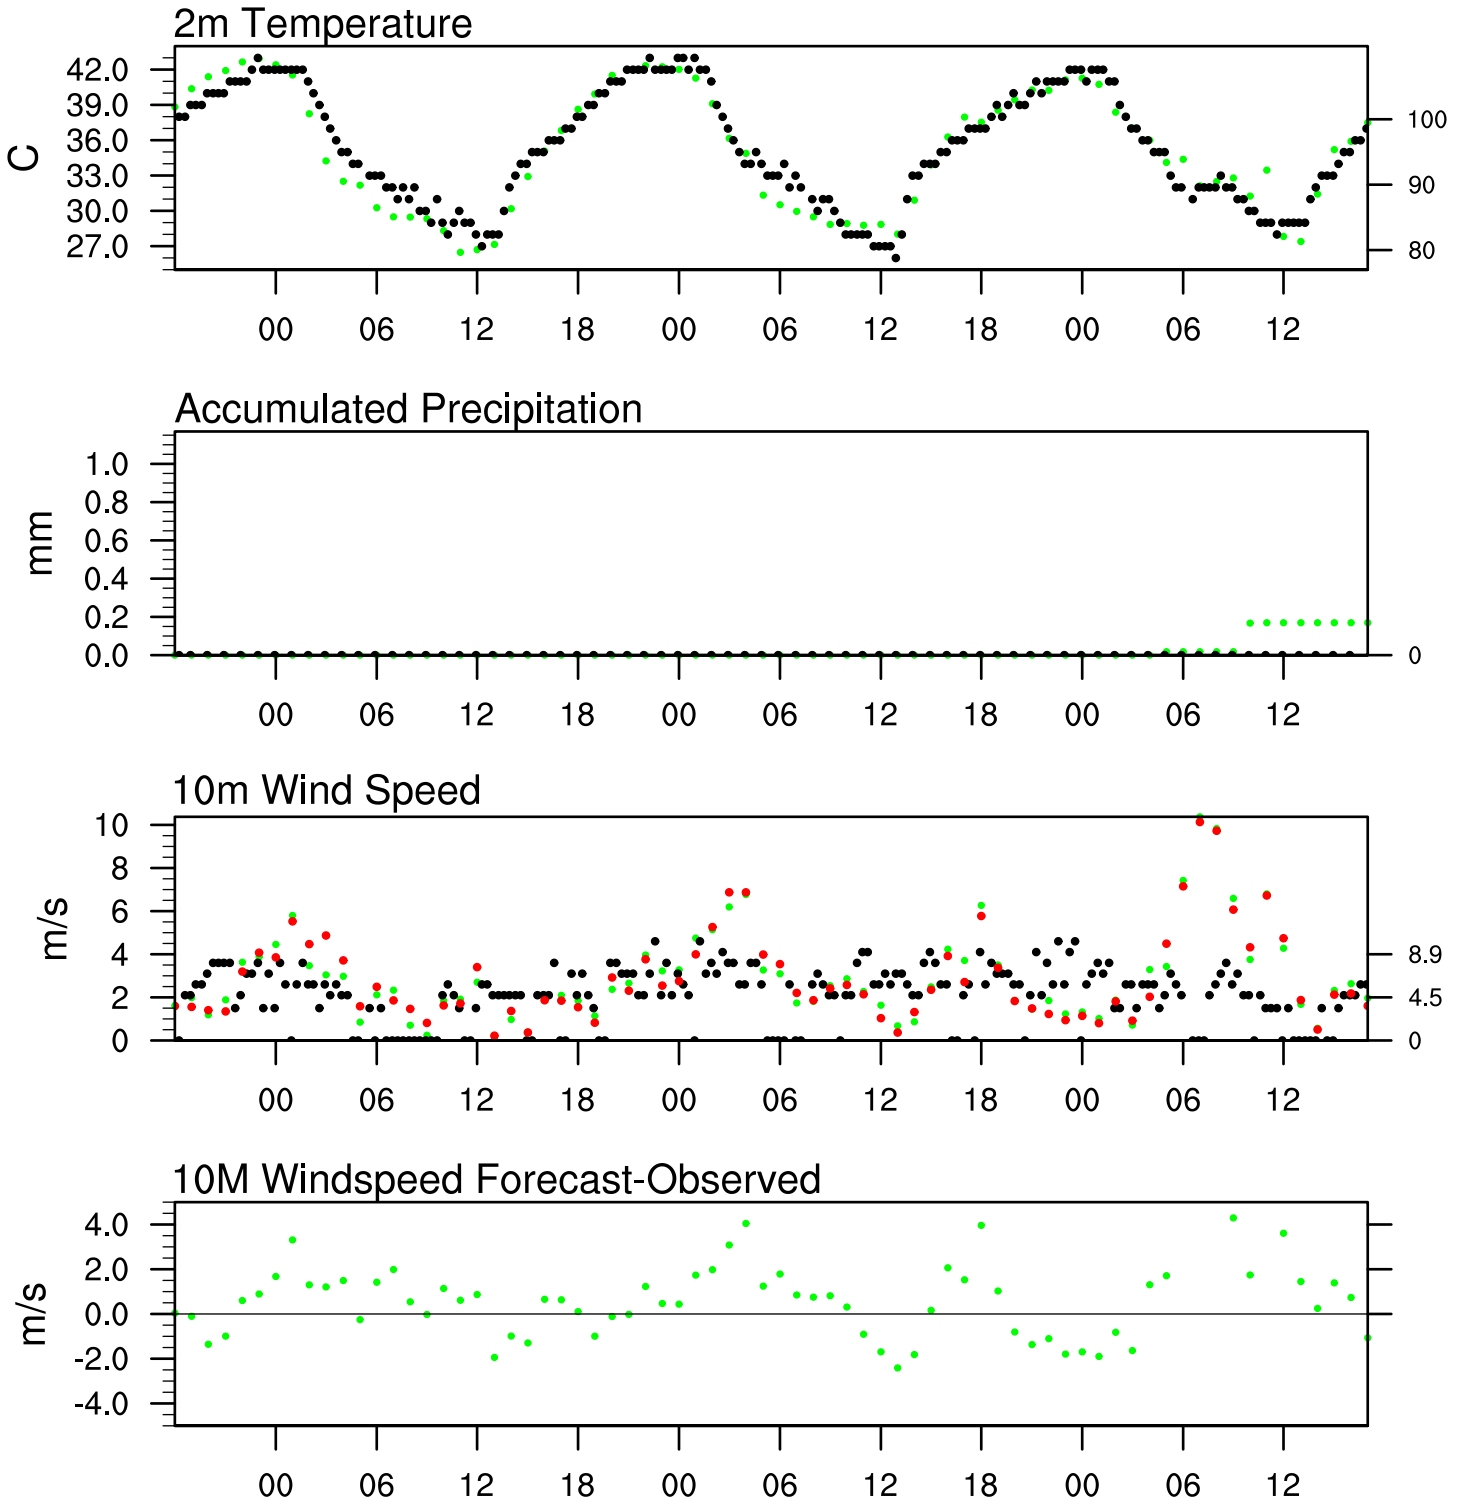 2m Temperature
42.0
39.0
36.0
33.0
30.0
27.0
C
100
90
80
00 06 12 18 00 06 12 18 00 06 12
Accumulated Precipitation
1.0
0.8
0.6
0.4
0.2
0.0
mm
0
00 06 12 18 00 06 12 18 00 06 12
10m Wind Speed
10
8
6
4
2
0
m/s
8.9
4.5
0
00 06 12 18 00 06 12 18 00 06 12
10M Windspeed Forecast-Observed
4.0
2.0
0.0
-2.0
-4.0
m/s
00 06 12 18 00 06 12 18 00 06 12